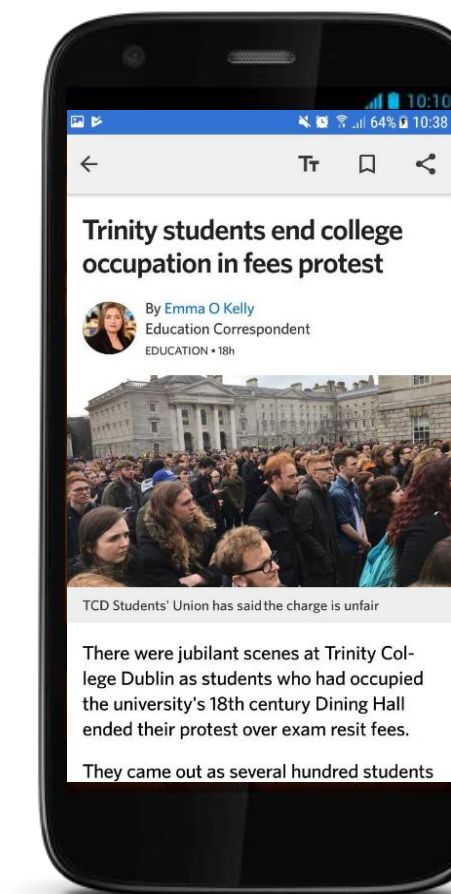 10:10
64% 10:38
Tт
Trinity students end college
occupation in fees protest
By Emma O Kelly
Education Correspondent
EDUCATION • 18h
TCD Students' Union has said the charge is unfair
There were jubilant scenes at Trinity Col-
lege Dublin as students who had occupied
the university's 18th century Dining Hall
ended their protest over exam resit fees.
They came out as several hundred students